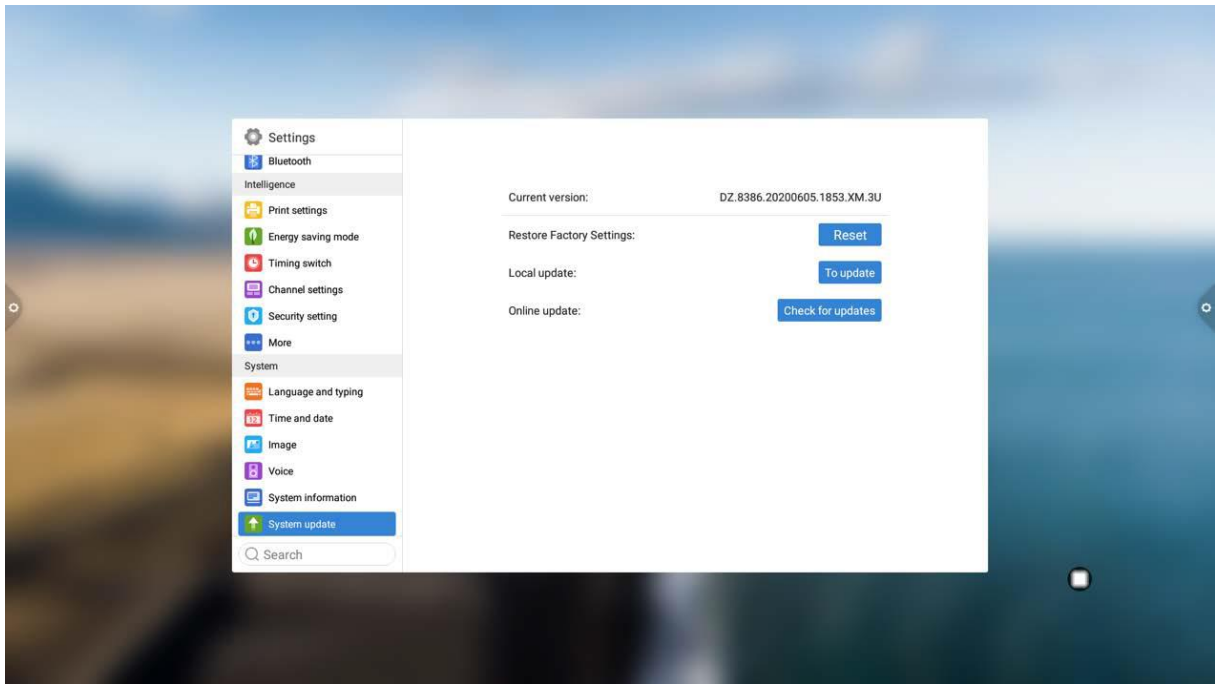 Settings
Bluetooth
Intelligence
Print settings
Energy saving mode
Timing switch
Channel settings
Security setting
More
System
Language and typing
12
Time and date
Image
Voice
System information
System update
Search
Current version: DZ.8386.20200605.1853.XM.3U
Restore Factory Settings: Reset
Local update: To update
Online update: Check for updates